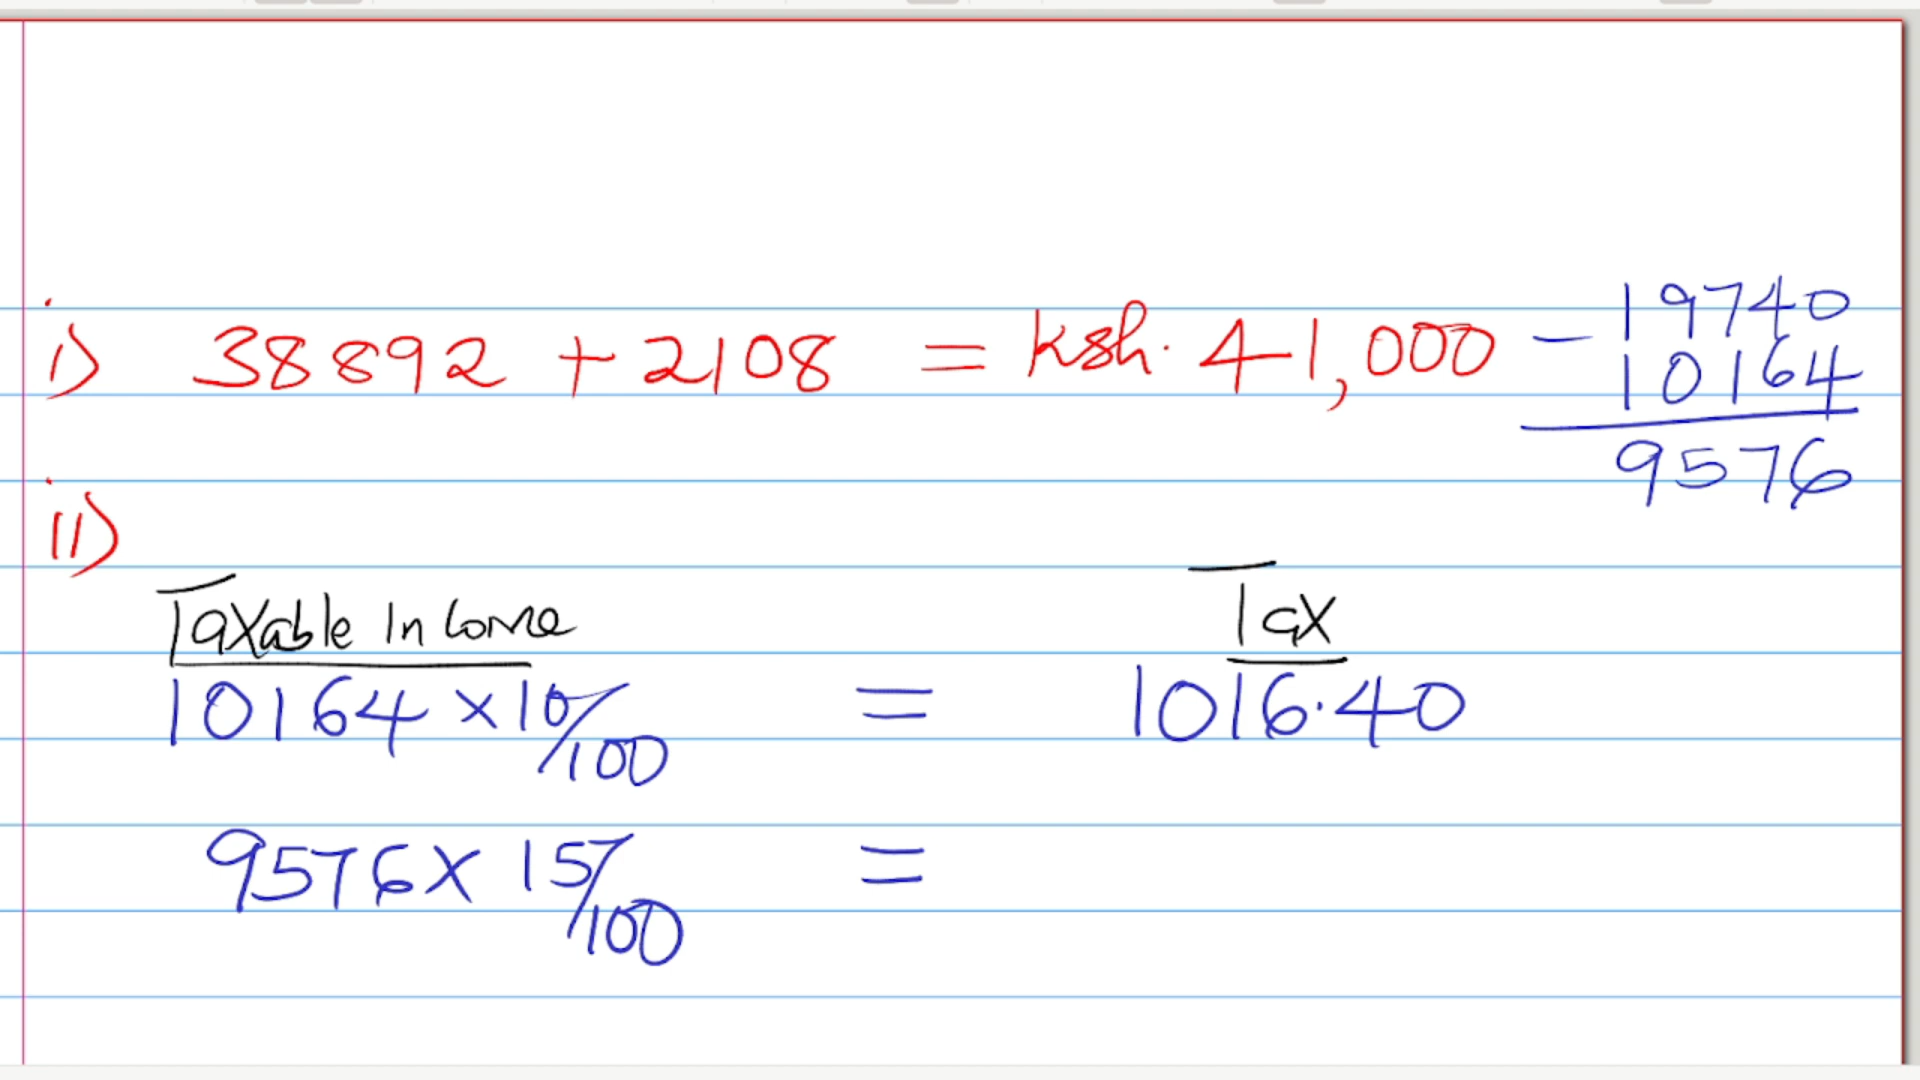 i) 38892 + 2108 = Ksh. 41,000
- 19740
10164
9576
ii)
Taxable Income Tax
10164 x 10/100 = 1016.40
9576 x 15/100 =